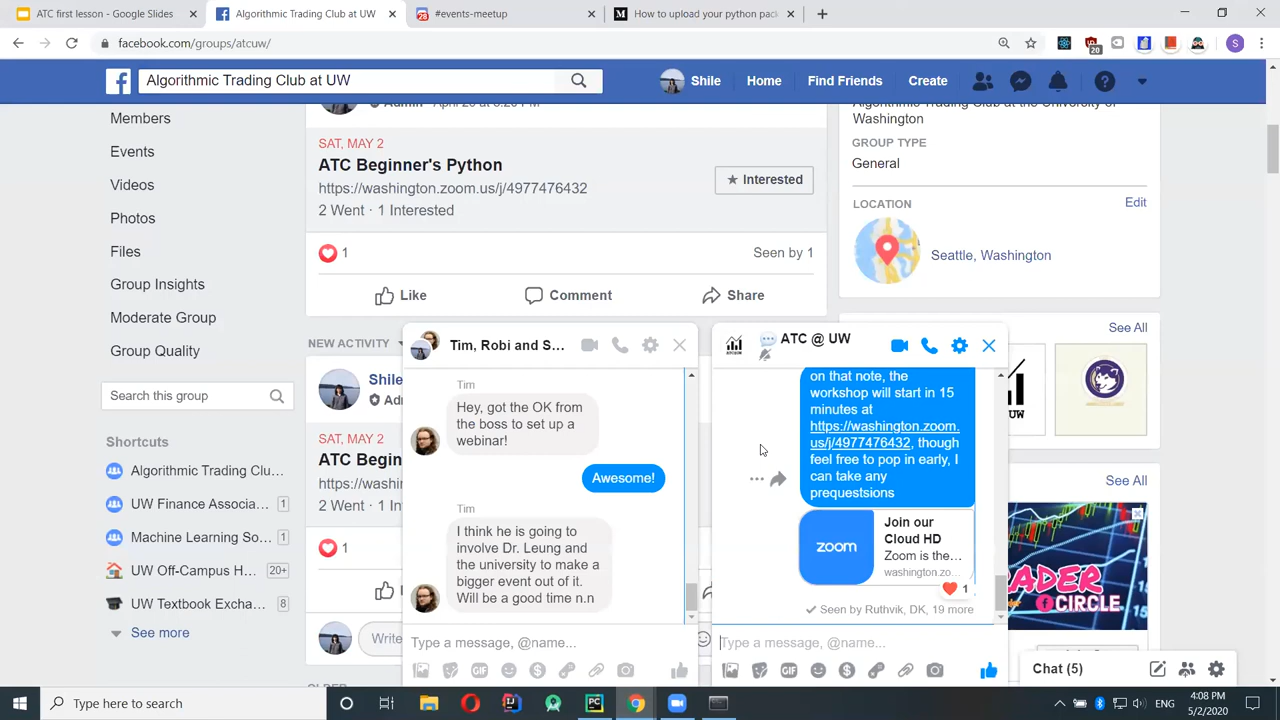 ATC first lesson - Google Slides
Algorithmic Trading Club at UW
#events-meetup
How to upload your python pack
facebook.com/groups/atcuw/
20
S
Algorithmic Trading Club at UW
Shile
Home
Find Friends
Create
Members
Events
Videos
Photos
Files
Group Insights
Moderate Group
Group Quality
Search this group
Shortcuts
Algorithmic Trading Clu...
UW Finance Associa... 1
Machine Learning So... 1
UW Off-Campus H... 20+
UW Textbook Excha... 8
See more
SAT, MAY 2
ATC Beginner's Python
https://washington.zoom.us/j/4977476432
2 Went · 1 Interested
Interested
1
Seen by 1
Like
Comment
Share
NEW ACTIVITY
Shile
Adr
SAT, MAY 2
ATC Begin
https://wash
2 Went · 1 I
1
Write
Algorithmic Trading Club at the University of
Washington
GROUP TYPE
General
LOCATION
Edit
Seattle, Washington
See All
UW
See All
ADER
CIRCLE
Tim, Robi and S...
Tim
Hey, got the OK from
the boss to set up a
webinar!
Awesome!
Tim
I think he is going to
involve Dr. Leung and
the university to make a
bigger event out of it.
Will be a good time n.n
Type a message, @name...
GIF
ATC @ UW
on that note, the
workshop will start in 15
minutes at
https://washington.zoom.
us/j/4977476432, though
feel free to pop in early, I
can take any
prequestsions
zoom
Join our
Cloud HD
Zoom is the...
washington.zo...
1
Seen by Ruthvik, DK, 19 more
Type a message, @name...
GIF
Chat (5)
Type here to search
ENG
4:08 PM
5/2/2020